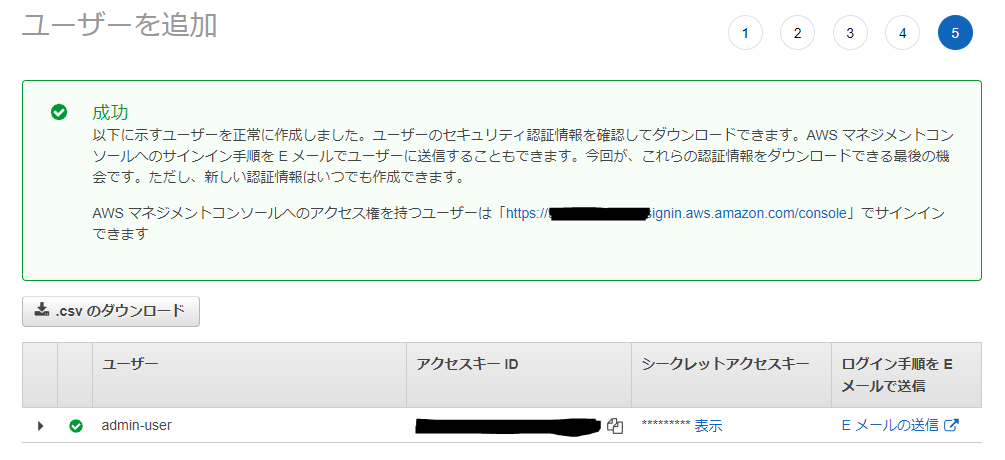 ユーザーを追加
1 2 3 4 5
成功
以下に示すユーザーを正常に作成しました。ユーザーのセキュリティ認証情報を確認してダウンロードできます。AWS マネジメントコン
ソールへのサインイン手順を E メールでユーザーに送信することもできます。今回が、これらの認証情報をダウンロードできる最後の機
会です。ただし、新しい認証情報はいつでも作成できます。
AWS マネジメントコンソールへのアクセス権を持つユーザーは「https:// signin.aws.amazon.com/console」でサインイン
できます
.csv のダウンロード
ユーザー アクセスキー ID シークレットアクセスキー ログイン手順を E
メールで送信
admin-user ********* 表示 E メールの送信